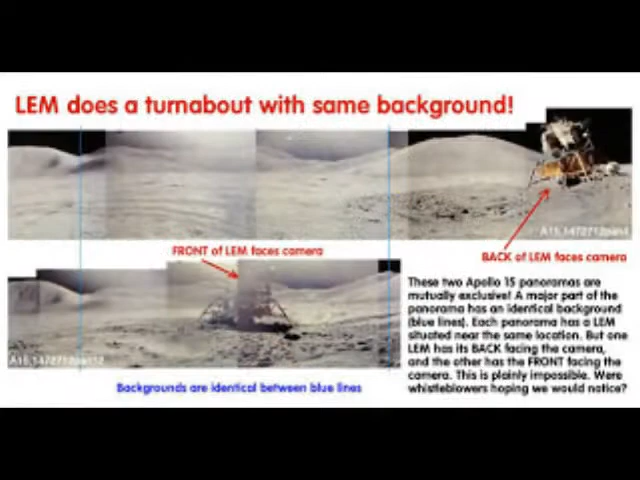 LEM does a turnabout with same background!
A15.1472712pan4
FRONT of LEM faces camera
BACK of LEM faces camera
These two Apollo 15 panoramas are
mutually exclusive! A major part of the
panorama has an identical background
(blue lines). Each panorama has a LEM
situated near the same location. But one
LEM has its BACK facing the camera,
and the other has the FRONT facing the
camera. This is plainly impossible. Were
whistleblowers hoping we would notice?
Backgrounds are identical between blue lines